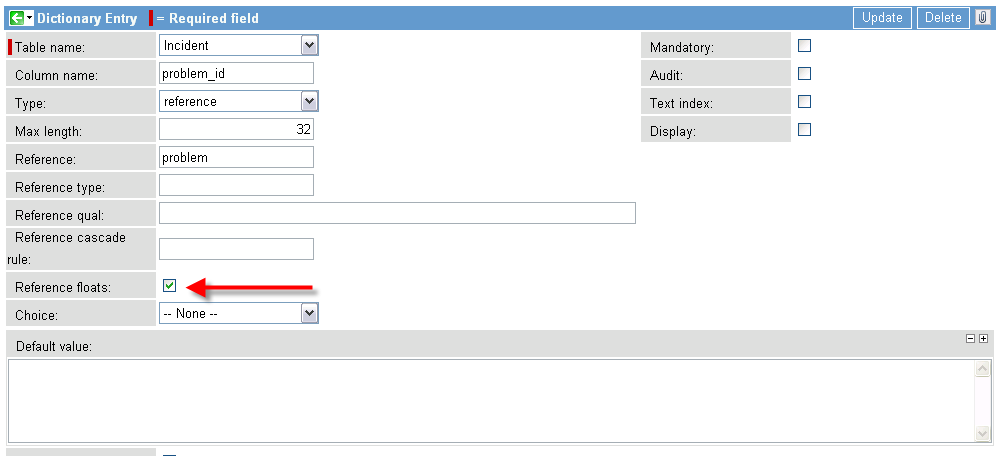 Dictionary Entry = Required field Update Delete
Table name: Incident Mandatory:
Column name: problem_id Audit:
Type: reference Text index:
Max length: 32 Display:
Reference: problem
Reference type:
Reference qual:
Reference cascade
rule:
Reference floats:
Choice: -- None --
Default value: